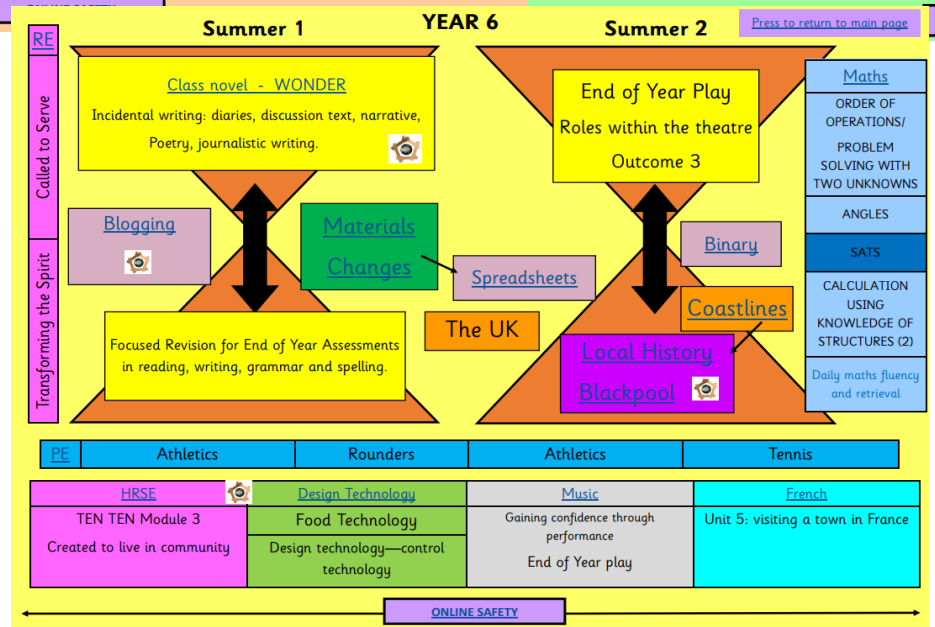 Summer 1
YEAR 6
Summer 2
Press to return to main page
RE
Called to Serve
Transforming the Spirit
Class novel - WONDER
Incidental writing: diaries, discussion text, narrative,
Poetry, journalistic writing.
Blogging
Materials
Changes
Spreadsheets
The UK
Focused Revision for End of Year Assessments
in reading, writing, grammar and spelling.
End of Year Play
Roles within the theatre
Outcome 3
Binary
Coastlines
Local History
Blackpool
Maths
ORDER OF
OPERATIONS/
PROBLEM
SOLVING WITH
TWO UNKNOWNS
ANGLES
SATS
CALCULATION
USING
KNOWLEDGE OF
STRUCTURES (2)
Daily maths fluency
and retrieval
PE
Athletics
Rounders
Athletics
Tennis
HRSE
TEN TEN Module 3
Created to live in community
Design Technology
Food Technology
Design technology—control
technology
Music
Gaining confidence through
performance
End of Year play
French
Unit 5: visiting a town in France
ONLINE SAFETY